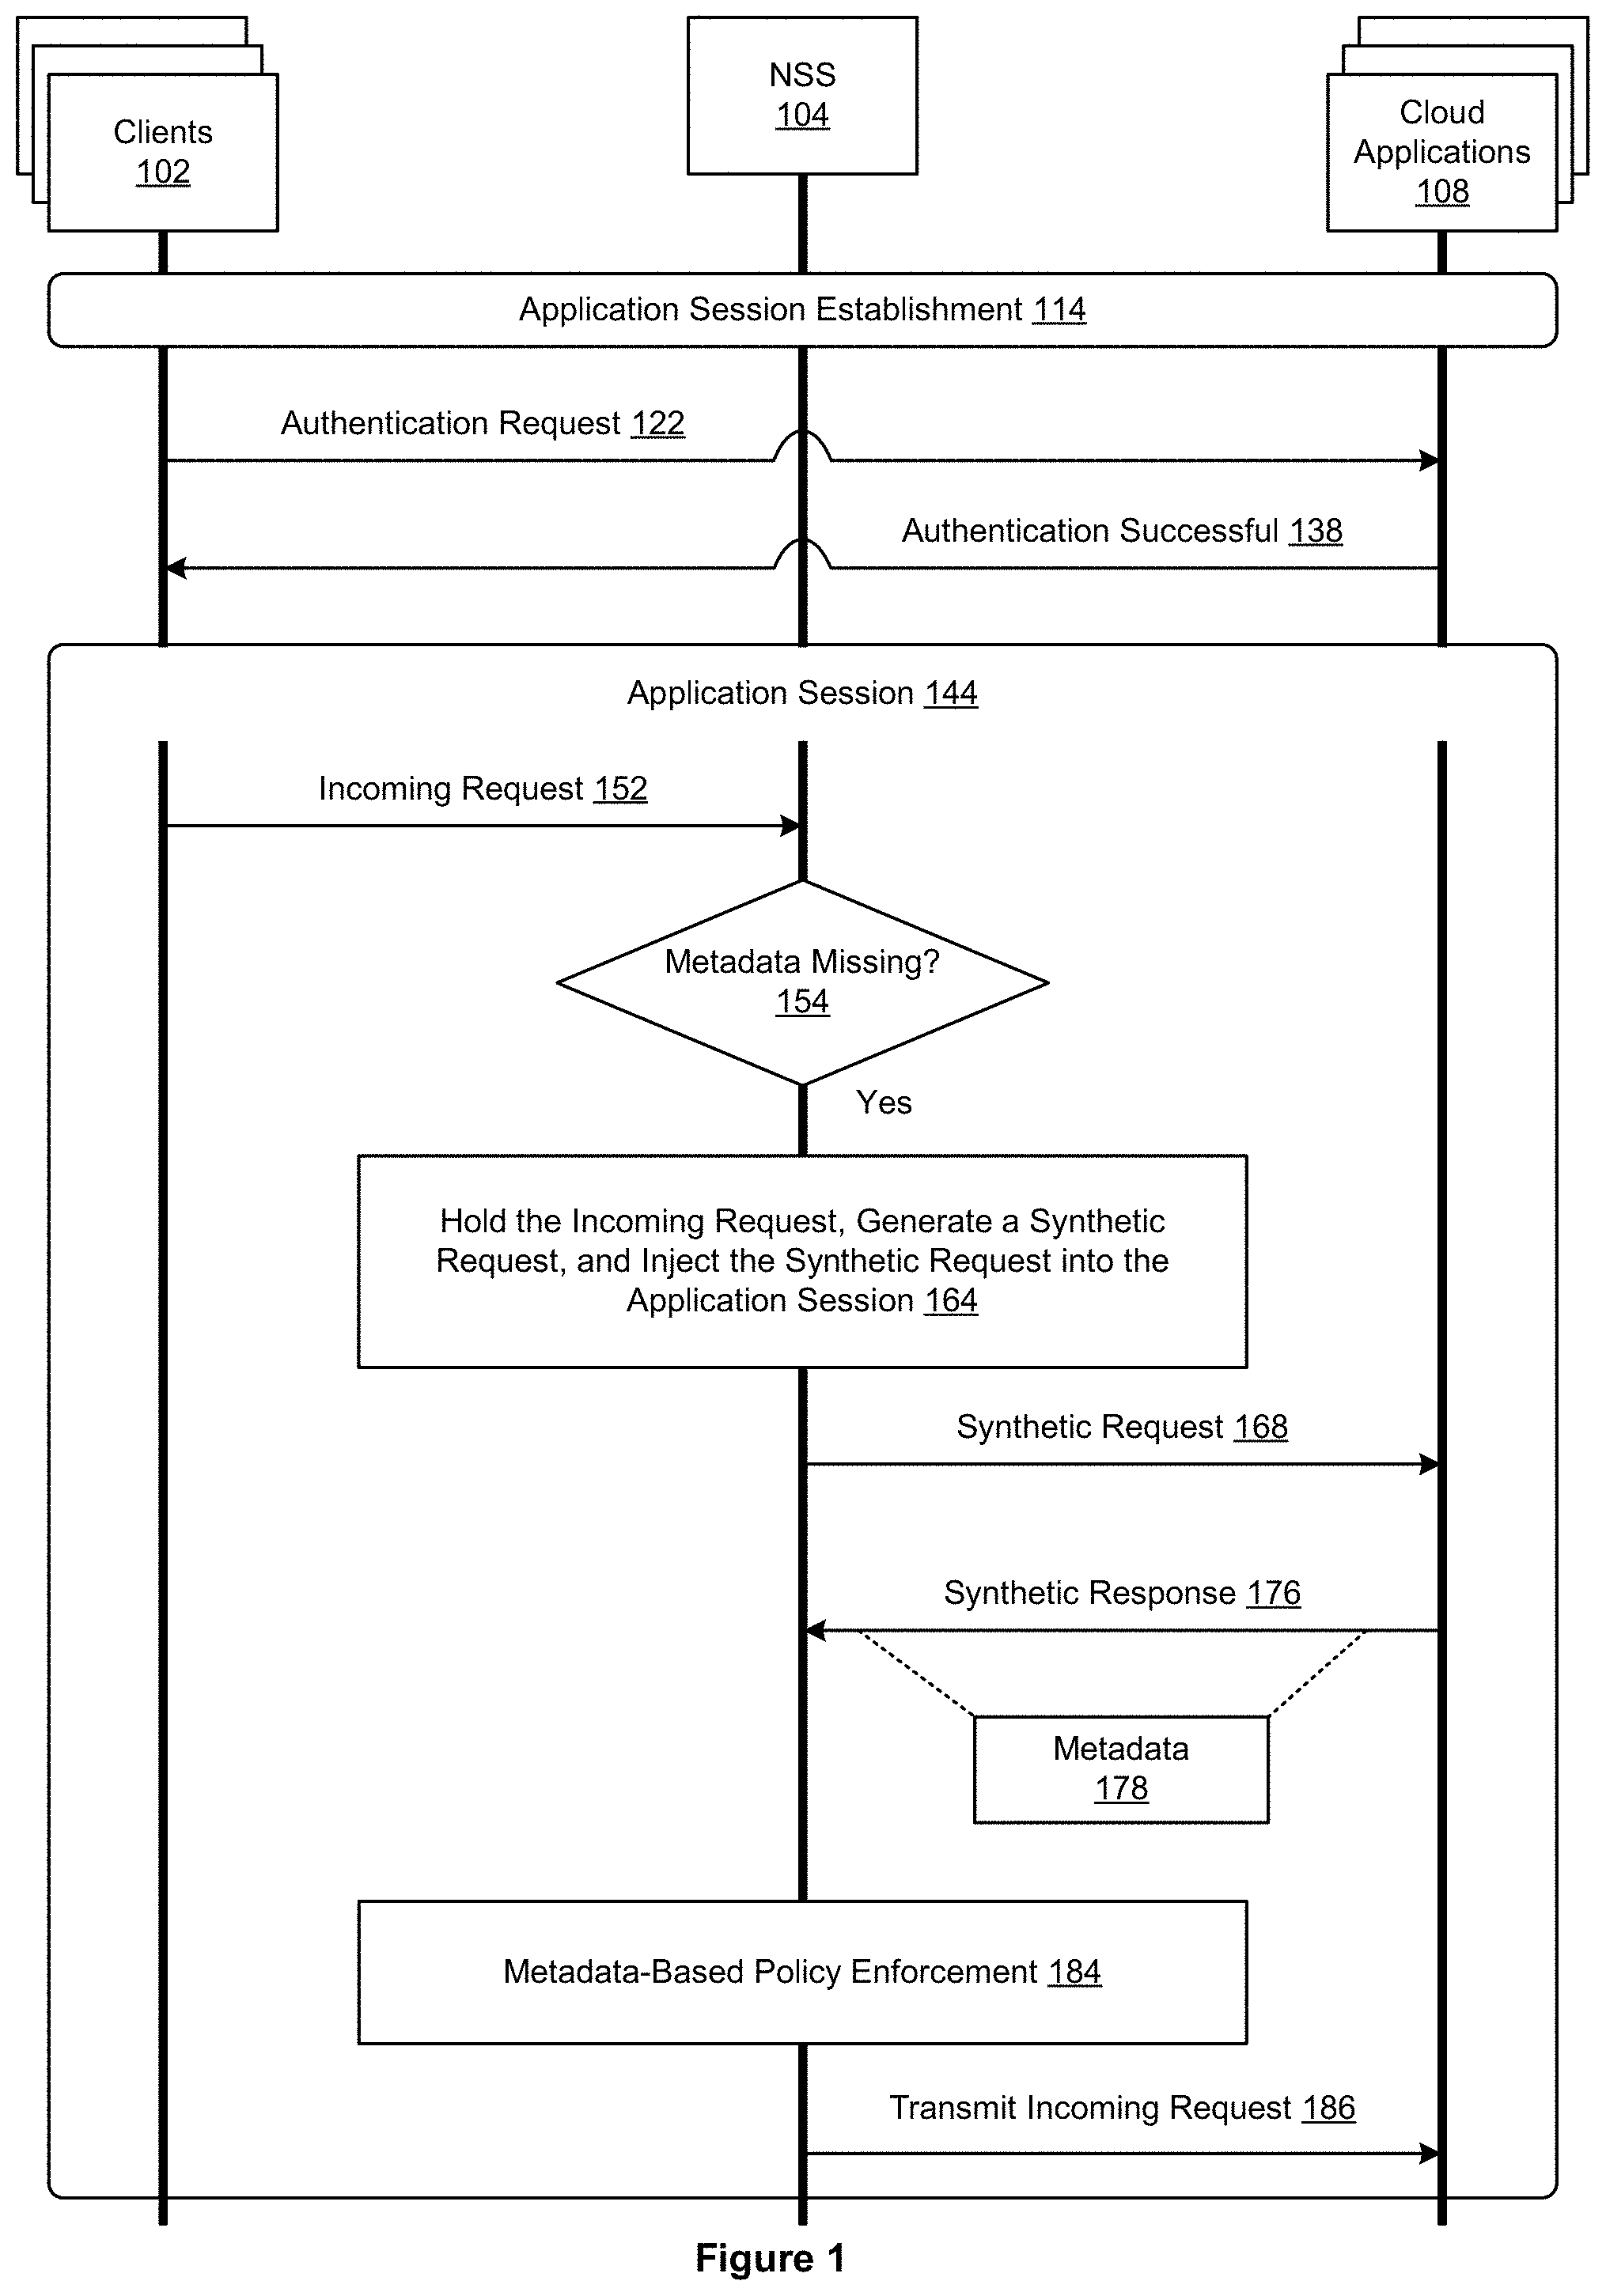 Clients
102
NSS
104
Cloud
Applications
108
Application Session Establishment 114
Authentication Request 122
Authentication Successful 138
Application Session 144
Incoming Request 152
Metadata Missing?
154
Yes
Hold the Incoming Request, Generate a Synthetic
Request, and Inject the Synthetic Request into the
Application Session 164
Synthetic Request 168
Synthetic Response 176
Metadata
178
Metadata-Based Policy Enforcement 184
Transmit Incoming Request 186
Figure 1